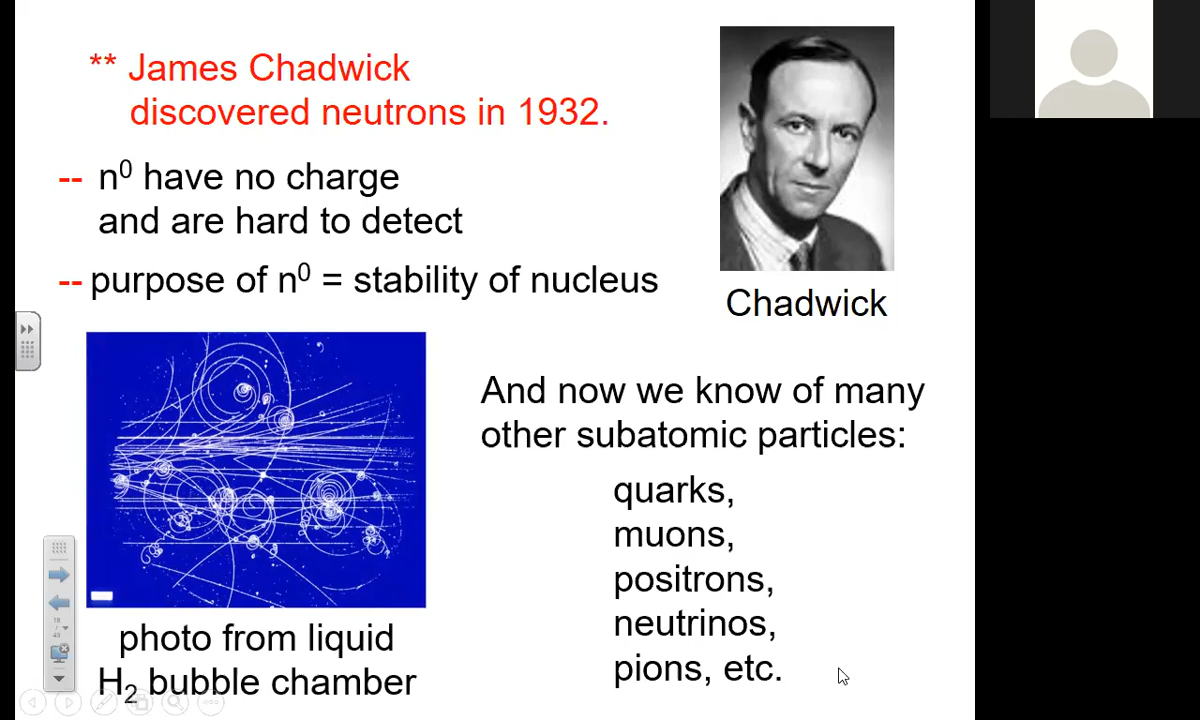 ** James Chadwick
discovered neutrons in 1932.
-- n⁰ have no charge
and are hard to detect
-- purpose of n⁰ = stability of nucleus
Chadwick
And now we know of many
other subatomic particles:
quarks,
muons,
positrons,
neutrinos,
pions, etc.
photo from liquid
H₂ bubble chamber